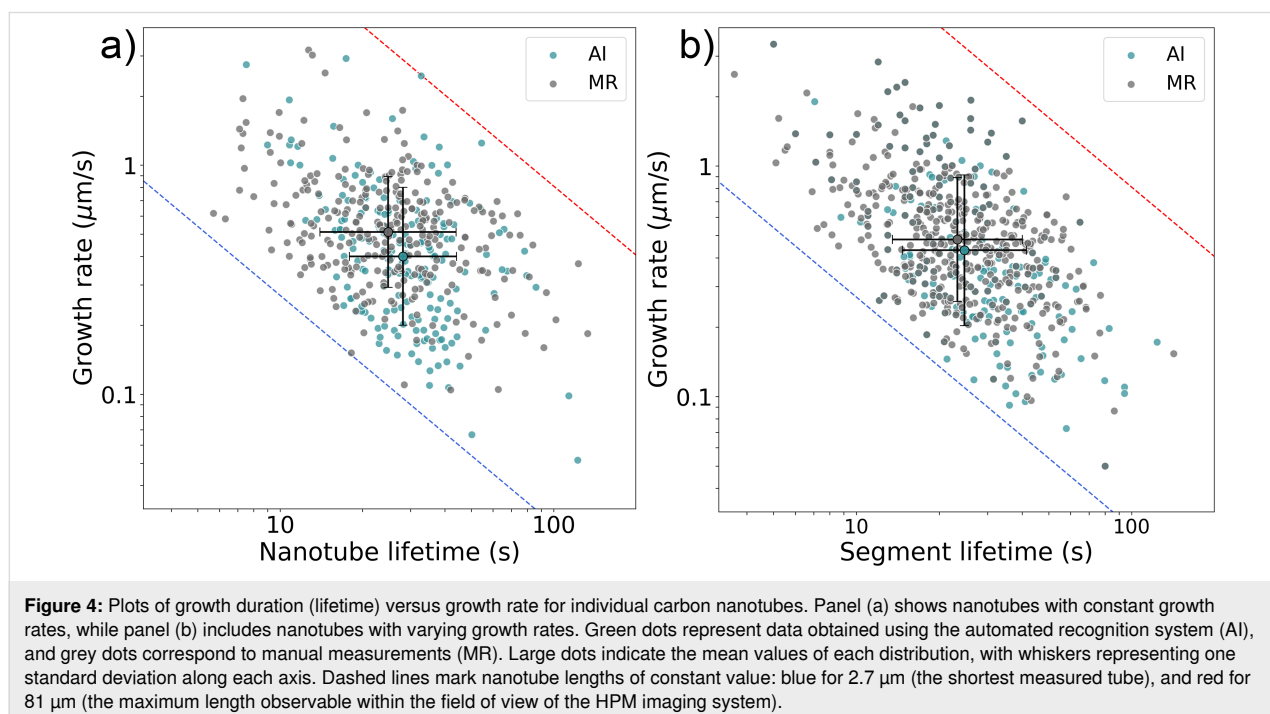 a)
AI
MR
Growth rate (μm/s)
1
0.1
10
100
Nanotube lifetime (s)
b)
AI
MR
Growth rate (μm/s)
1
0.1
10
100
Segment lifetime (s)
Figure 4: Plots of growth duration (lifetime) versus growth rate for individual carbon nanotubes. Panel (a) shows nanotubes with constant growth
rates, while panel (b) includes nanotubes with varying growth rates. Green dots represent data obtained using the automated recognition system (AI),
and grey dots correspond to manual measurements (MR). Large dots indicate the mean values of each distribution, with whiskers representing one
standard deviation along each axis. Dashed lines mark nanotube lengths of constant value: blue for 2.7 μm (the shortest measured tube), and red for
81 μm (the maximum length observable within the field of view of the HPM imaging system).